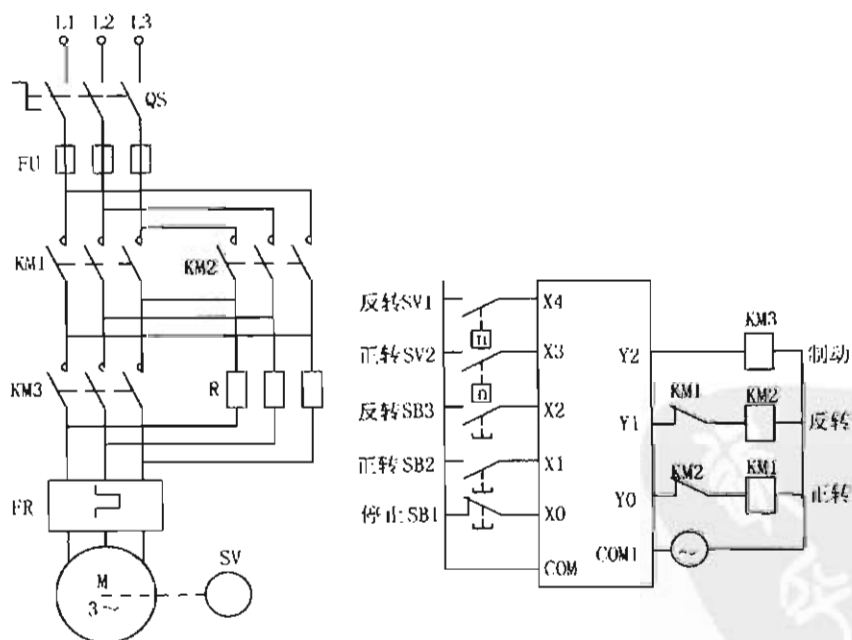 L1 L2 L3
QS
FU
KM1
KM2
KM3
R
FR
M
3～
SV
反转SV1
X4
正转SV2
X3
反转SB3
X2
正转SB2
X1
停止SB1
X0
COM
Y2
KM3
制动
Y1
KM1
KM2
反转
Y0
KM2
KM1
正转
COM1
～